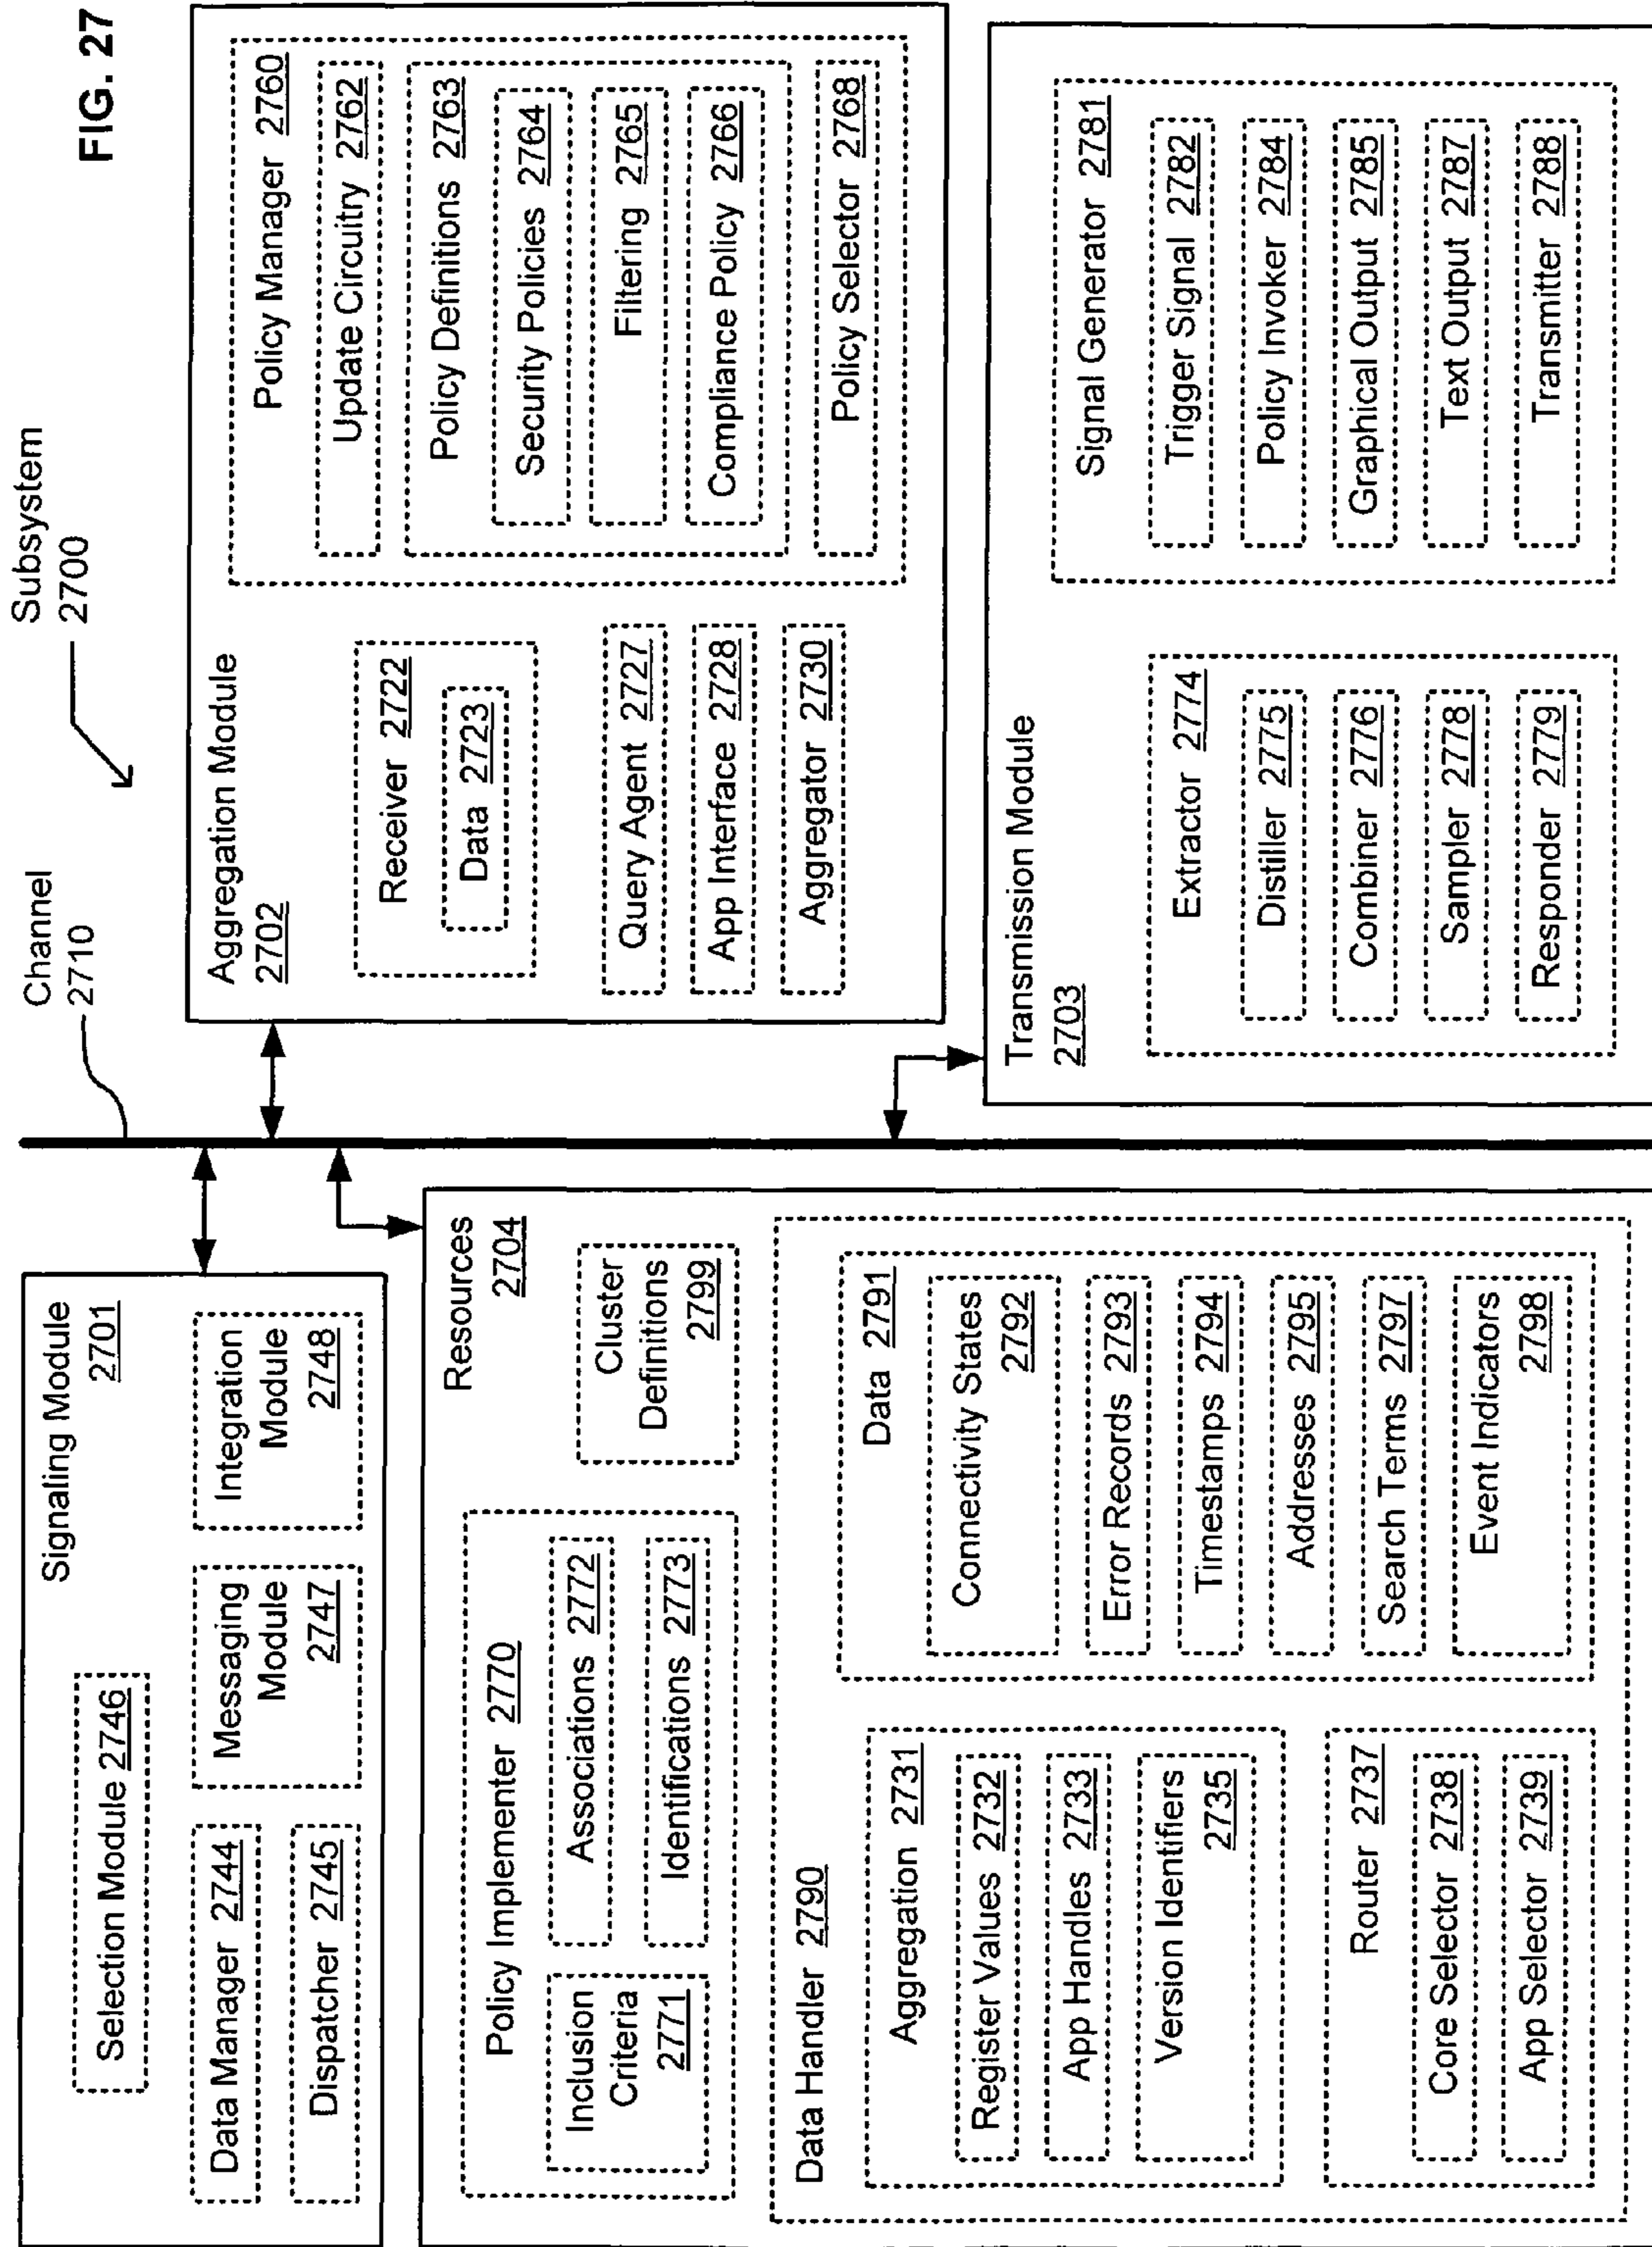 FIG. 27
Subsystem
2700
Channel
2710
Signaling Module
2701
Selection Module 2746
Data Manager 2744
Dispatcher 2745
Messaging
Module
2747
Integration
Module
2748
Aggregation Module
2702
Receiver 2722
Data 2723
Query Agent 2727
App Interface 2728
Aggregator 2730
Policy Manager 2760
Update Circuitry 2762
Policy Definitions 2763
Security Policies 2764
Filtering 2765
Compliance Policy 2766
Policy Selector 2768
Resources
2704
Policy Implementer 2770
Inclusion
Criteria
2771
Associations 2772
Identifications 2773
Cluster
Definitions
2799
Data Handler 2790
Aggregation 2731
Register Values 2732
App Handles 2733
Version Identifiers
2735
Router 2737
Core Selector 2738
App Selector 2739
Data 2791
Connectivity States
2792
Error Records 2793
Timestamps 2794
Addresses 2795
Search Terms 2797
Event Indicators
2798
Transmission Module
2703
Extractor 2774
Distiller 2775
Combiner 2776
Sampler 2778
Responder 2779
Signal Generator 2781
Trigger Signal 2782
Policy Invoker 2784
Graphical Output 2785
Text Output 2787
Transmitter 2788